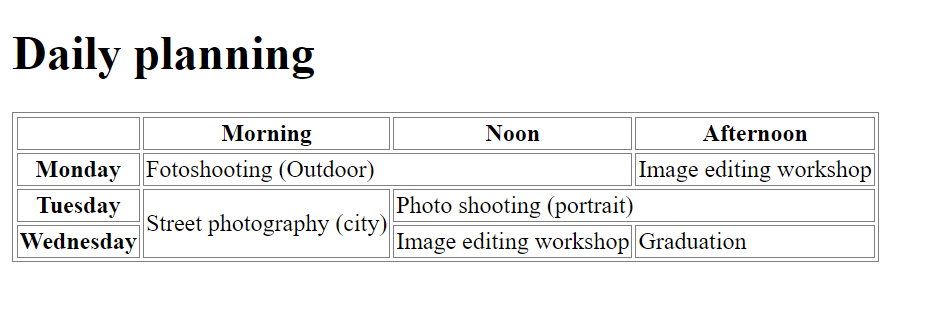 Daily planning
Morning Noon Afternoon
Monday Fotoshooting (Outdoor) Image editing workshop
Tuesday Street photography (city) Photo shooting (portrait)
Wednesday Image editing workshop Graduation